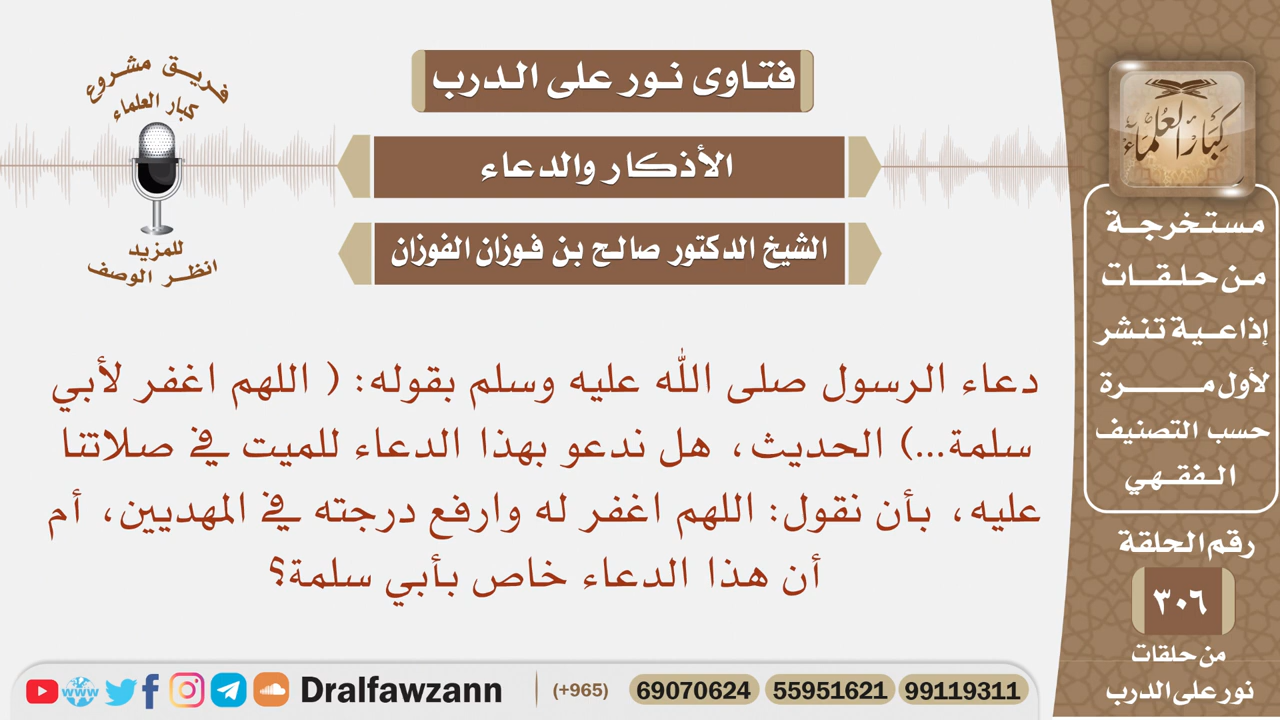 فتاوى نور على الدرب
الأذكار والدعاء
الشيخ الدكتور صالح بن فوزان الفوزان
دعاء الرسول صلى الله عليه وسلم بقوله: ( اللهم اغفر لأبي
سلمة...) الحديث، هل ندعو بهذا الدعاء للميت في صلاتنا
عليه، بأن نقول: اللهم اغفر له وارفع درجته في المهديين، أم
أن هذا الدعاء خاص بأبي سلمة؟
كبار العلماء
مستخرجة
من حلقات
إذاعية تنشر
لأول مرة
حسب التصنيف
الفقهي
رقم الحلقة
٣٠٦
من حلقات
نور على الدرب
فريق مشروع
كبار العلماء
للمزيد
انظر الوصف
www Dralfawzann (+965) 69070624 55951621 99119311